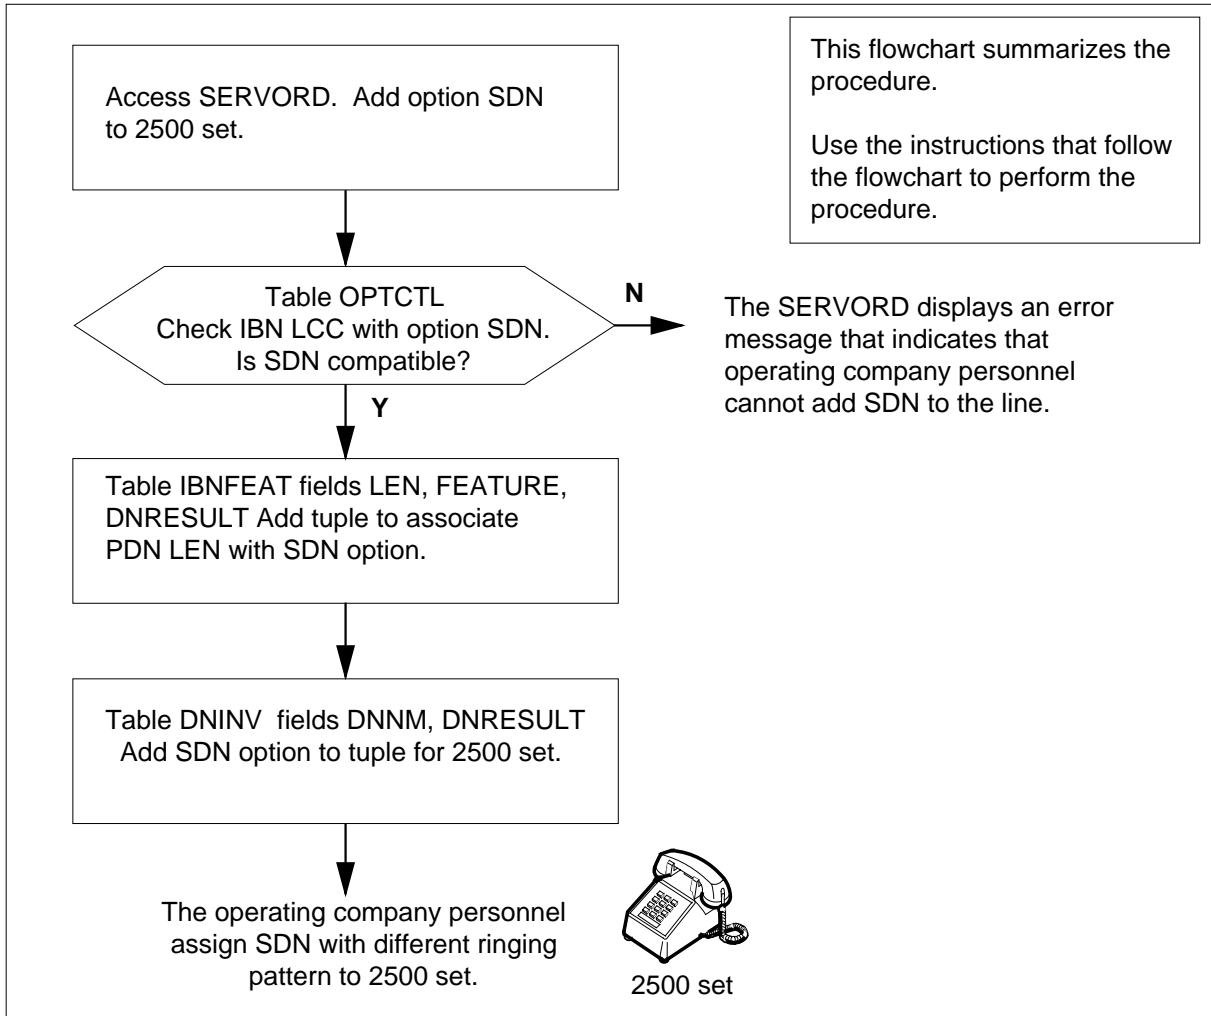 Access SERVORD.  Add option SDN
to 2500 set.
This flowchart summarizes the
procedure.
Use the instructions that follow
the flowchart to perform the
procedure.
Table OPTCTL
Check IBN LCC with option SDN.
Is SDN compatible?
N
The SERVORD displays an error
message that indicates that
operating company personnel
cannot add SDN to the line.
Y
Table IBNFEAT fields LEN, FEATURE,
DNRESULT Add tuple to associate
PDN LEN with SDN option.
Table DNINV  fields DNNM, DNRESULT
Add SDN option to tuple for 2500 set.
The operating company personnel
assign SDN with different ringing
pattern to 2500 set.
2500 set